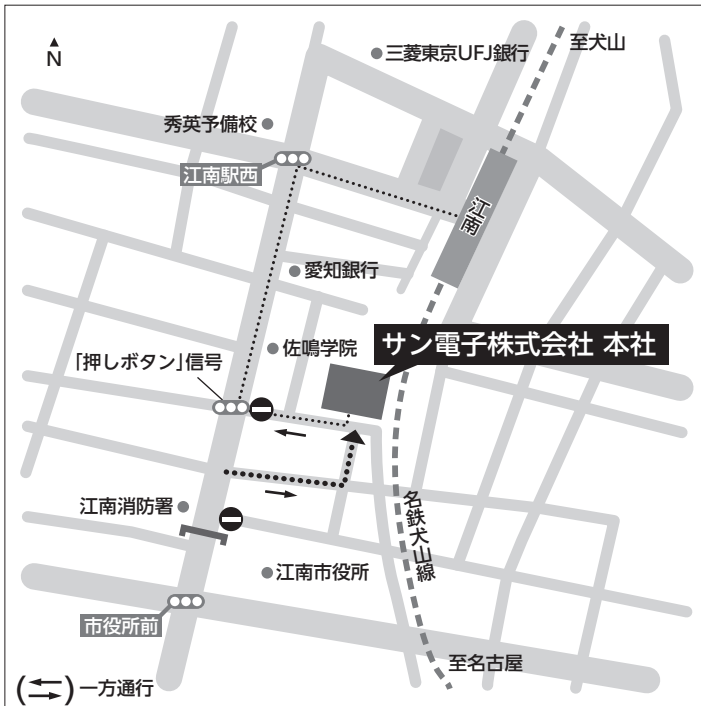 N
三菱東京UFJ銀行
至犬山
秀英予備校
江南駅西
江南
愛知銀行
佐鳴学院
サン電子株式会社 本社
「押しボタン」信号
江南消防署
名鉄犬山線
江南市役所
市役所前
至名古屋
( ) 一方通行